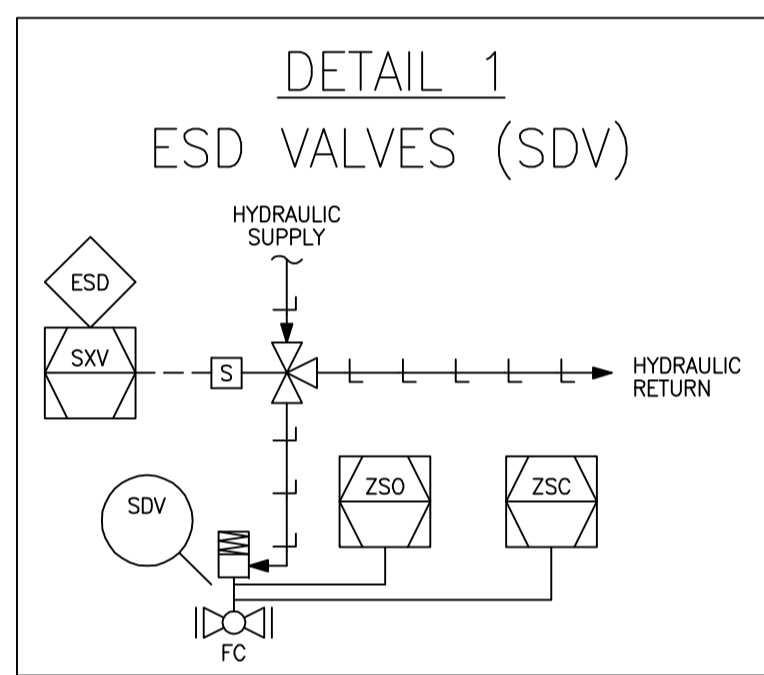 DETAIL 1
ESD VALVES (SDV)
HYDRAULIC
SUPPLY
ESD
SXV
S
HYDRAULIC
RETURN
SDV
ZSO
ZSC
FC